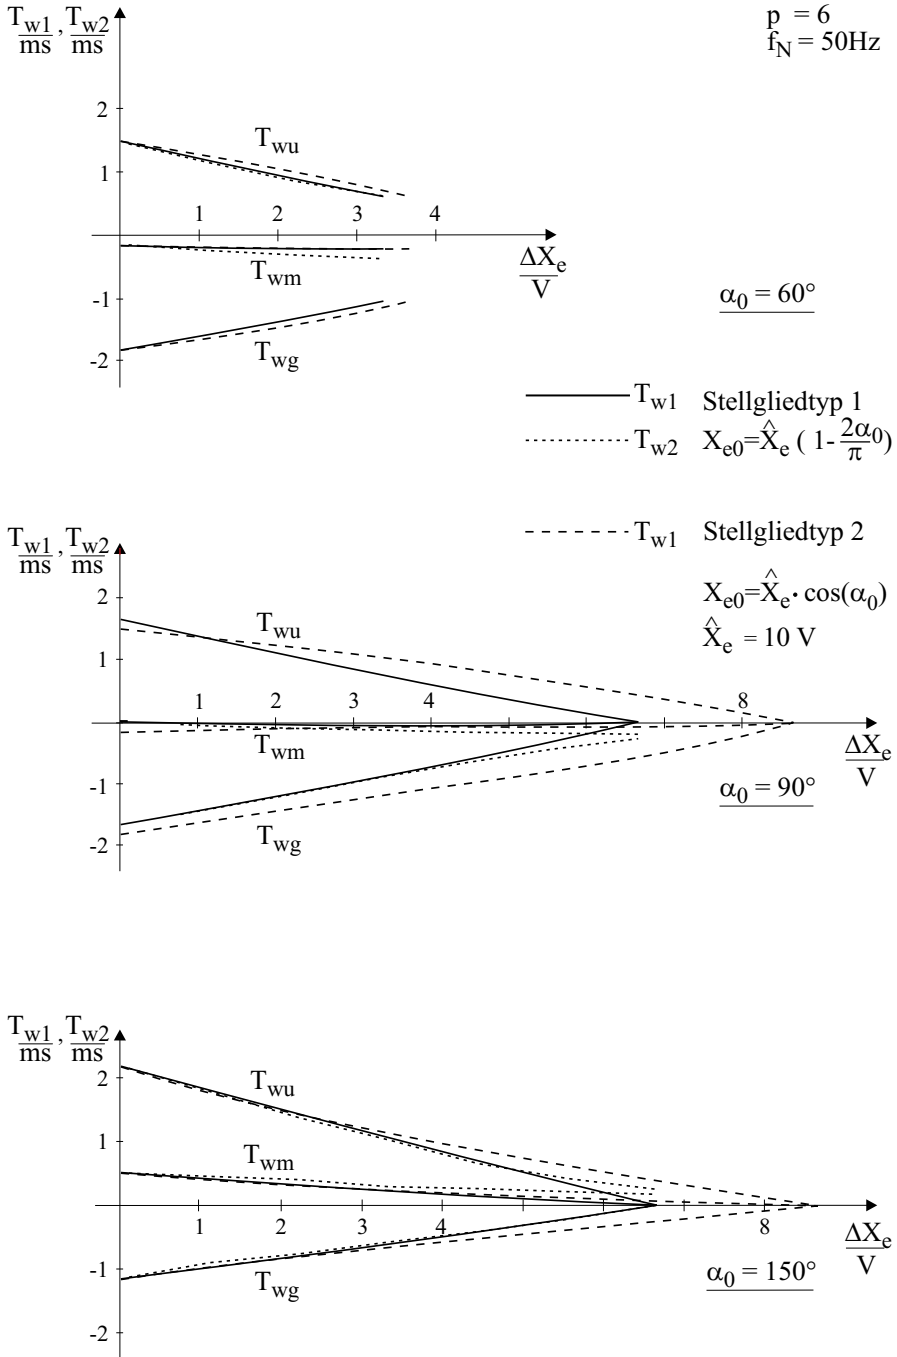 T_w1/ms , T_w2/ms
p = 6
f_N = 50Hz
2
T_wu
1
1 2 3 4
ΔX_e/V
T_wm
-1
α_0 = 60°
T_wg
-2
T_w1 Stellgliedtyp 1
T_w2 X_e0=X̂_e ( 1- 2α_0/π )
T_w1/ms , T_w2/ms
T_w1 Stellgliedtyp 2
X_e0=X̂_e · cos(α_0)
X̂_e = 10 V
2
T_wu
1
1 2 3 4 8
T_wm
ΔX_e/V
-1
α_0 = 90°
T_wg
-2
T_w1/ms , T_w2/ms
2
T_wu
1
T_wm
1 2 3 4 8
ΔX_e/V
-1
α_0 = 150°
T_wg
-2